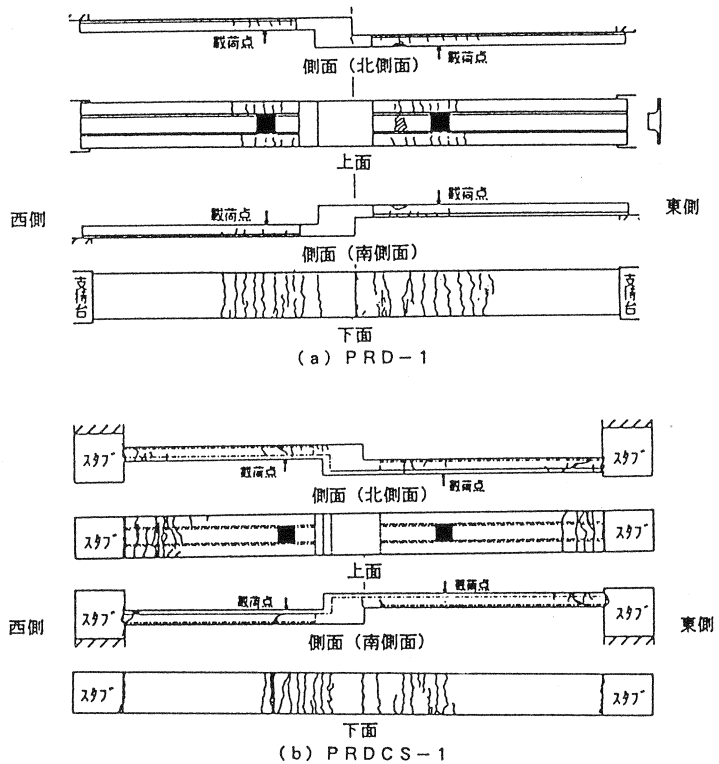 載荷点
載荷点
側面（北側面）
上面
西側
東側
載荷点
載荷点
側面（南側面）
支持台
支持台
下面
(a) PRD-1
スタブ
スタブ
載荷点
載荷点
側面（北側面）
スタブ
スタブ
上面
西側
東側
スタブ
スタブ
載荷点
載荷点
側面（南側面）
スタブ
スタブ
下面
(b) PRDCS-1